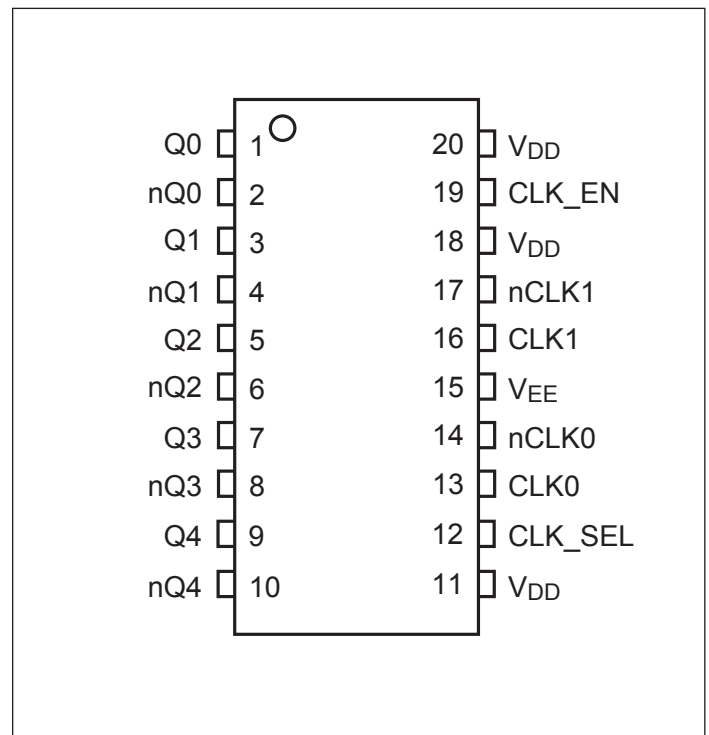 Q0 1 20 VDD
nQ0 2 19 CLK_EN
Q1 3 18 VDD
nQ1 4 17 nCLK1
Q2 5 16 CLK1
nQ2 6 15 VEE
Q3 7 14 nCLK0
nQ3 8 13 CLK0
Q4 9 12 CLK_SEL
nQ4 10 11 VDD